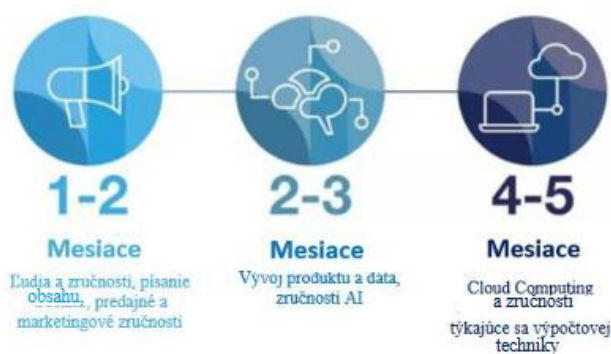 1-2
Mesiace
Ľudia a zručnosti, písanie
obsahu, predajné a
marketingové zručnosti
2-3
Mesiace
Vývoj produktu a dáta,
zručnosti AI
4-5
Mesiace
Cloud Computing
a zručnosti
týkajúce sa výpočtovej
techniky